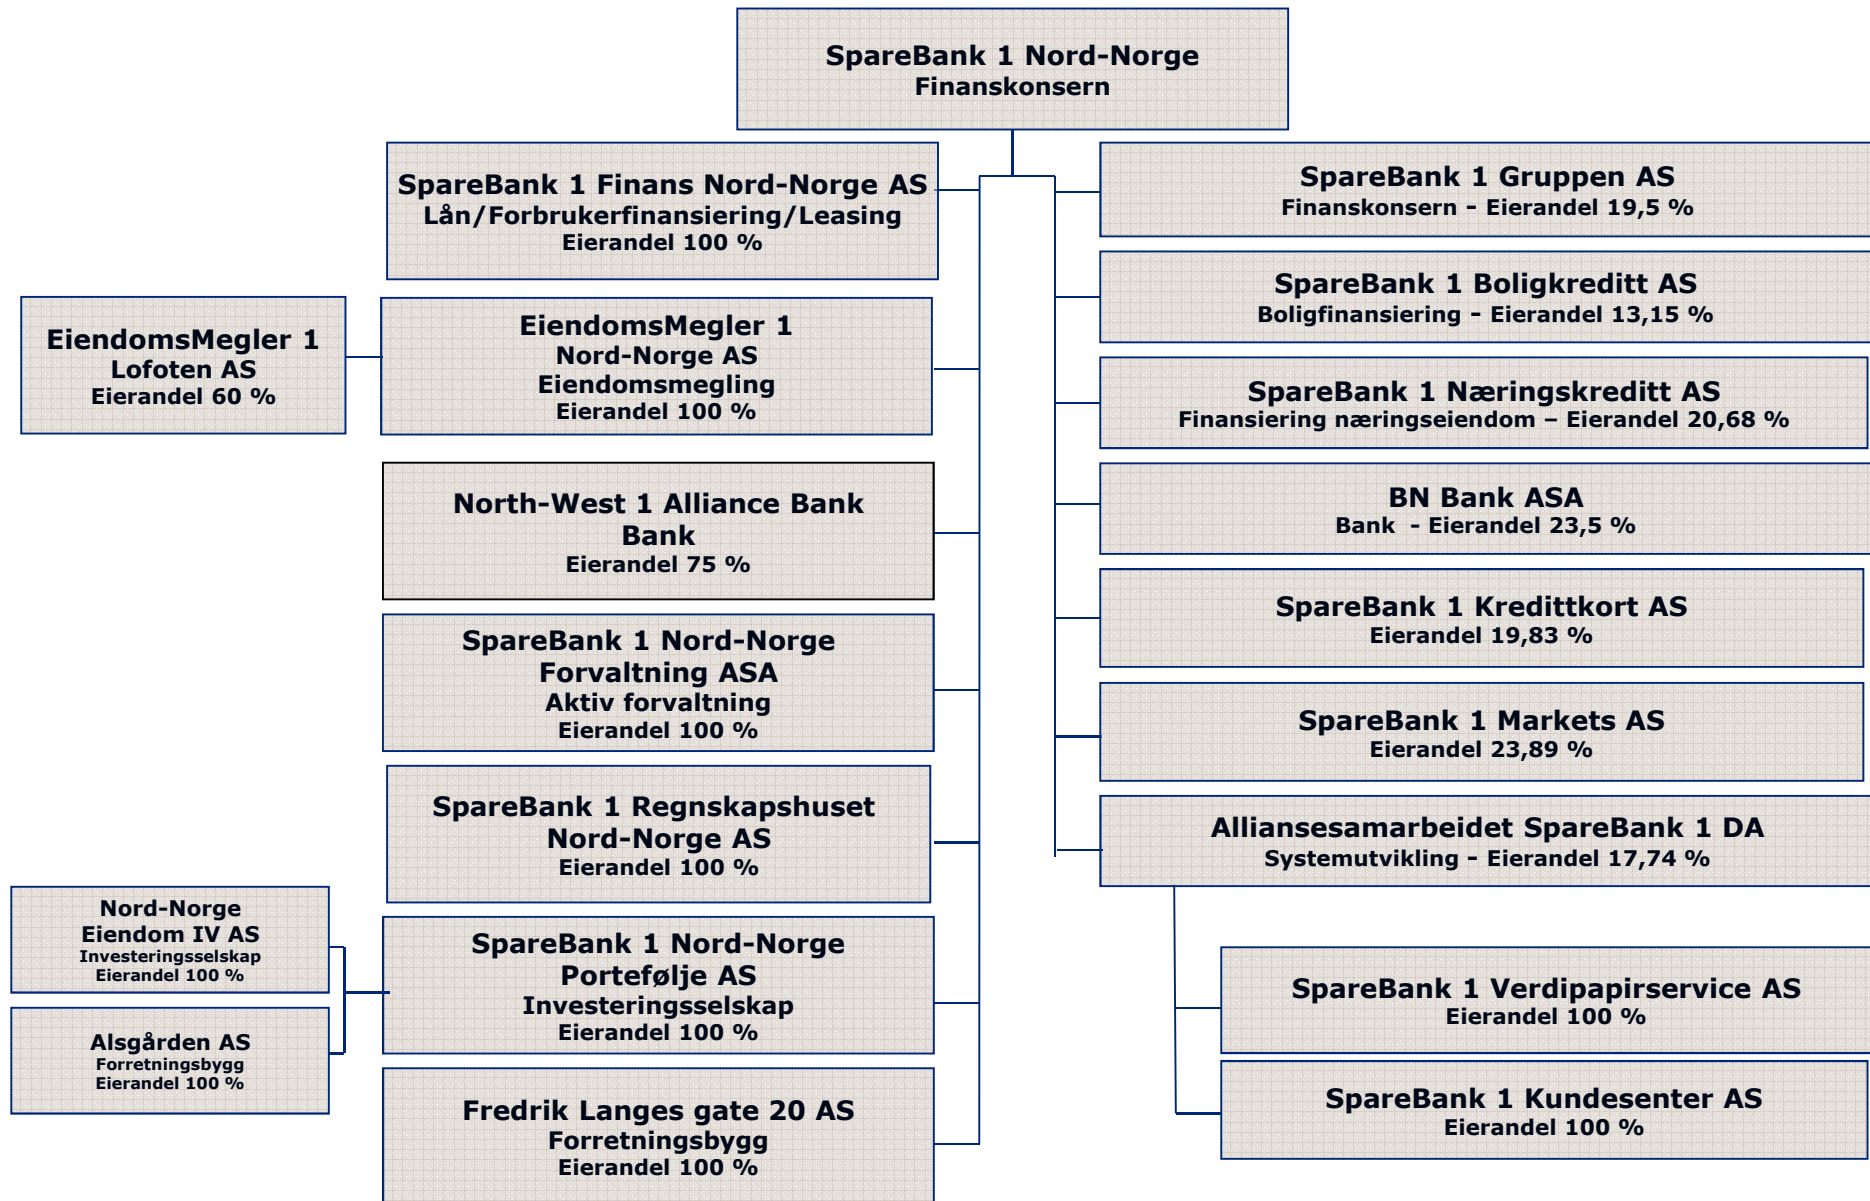 SpareBank 1 Nord-Norge
Finanskonsern
SpareBank 1 Finans Nord-Norge AS
Lån/Forbrukerfinansiering/Leasing
Eierandel 100 %
EiendomsMegler 1
Lofoten AS
Eierandel 60 %
EiendomsMegler 1
Nord-Norge AS
Eiendomsmegling
Eierandel 100 %
North-West 1 Alliance Bank
Bank
Eierandel 75 %
SpareBank 1 Nord-Norge
Forvaltning ASA
Aktiv forvaltning
Eierandel 100 %
SpareBank 1 Regnskapshuset
Nord-Norge AS
Eierandel 100 %
Nord-Norge
Eiendom IV AS
Investeringsselskap
Eierandel 100 %
Alsgården AS
Forretningsbygg
Eierandel 100 %
SpareBank 1 Nord-Norge
Portefølje AS
Investeringsselskap
Eierandel 100 %
Fredrik Langes gate 20 AS
Forretningsbygg
Eierandel 100 %
SpareBank 1 Gruppen AS
Finanskonsern - Eierandel 19,5 %
SpareBank 1 Boligkreditt AS
Boligfinansiering - Eierandel 13,15 %
SpareBank 1 Næringskreditt AS
Finansiering næringseiendom – Eierandel 20,68 %
BN Bank ASA
Bank - Eierandel 23,5 %
SpareBank 1 Kredittkort AS
Eierandel 19,83 %
SpareBank 1 Markets AS
Eierandel 23,89 %
Alliansesamarbeidet SpareBank 1 DA
Systemutvikling - Eierandel 17,74 %
SpareBank 1 Verdipapirservice AS
Eierandel 100 %
SpareBank 1 Kundesenter AS
Eierandel 100 %